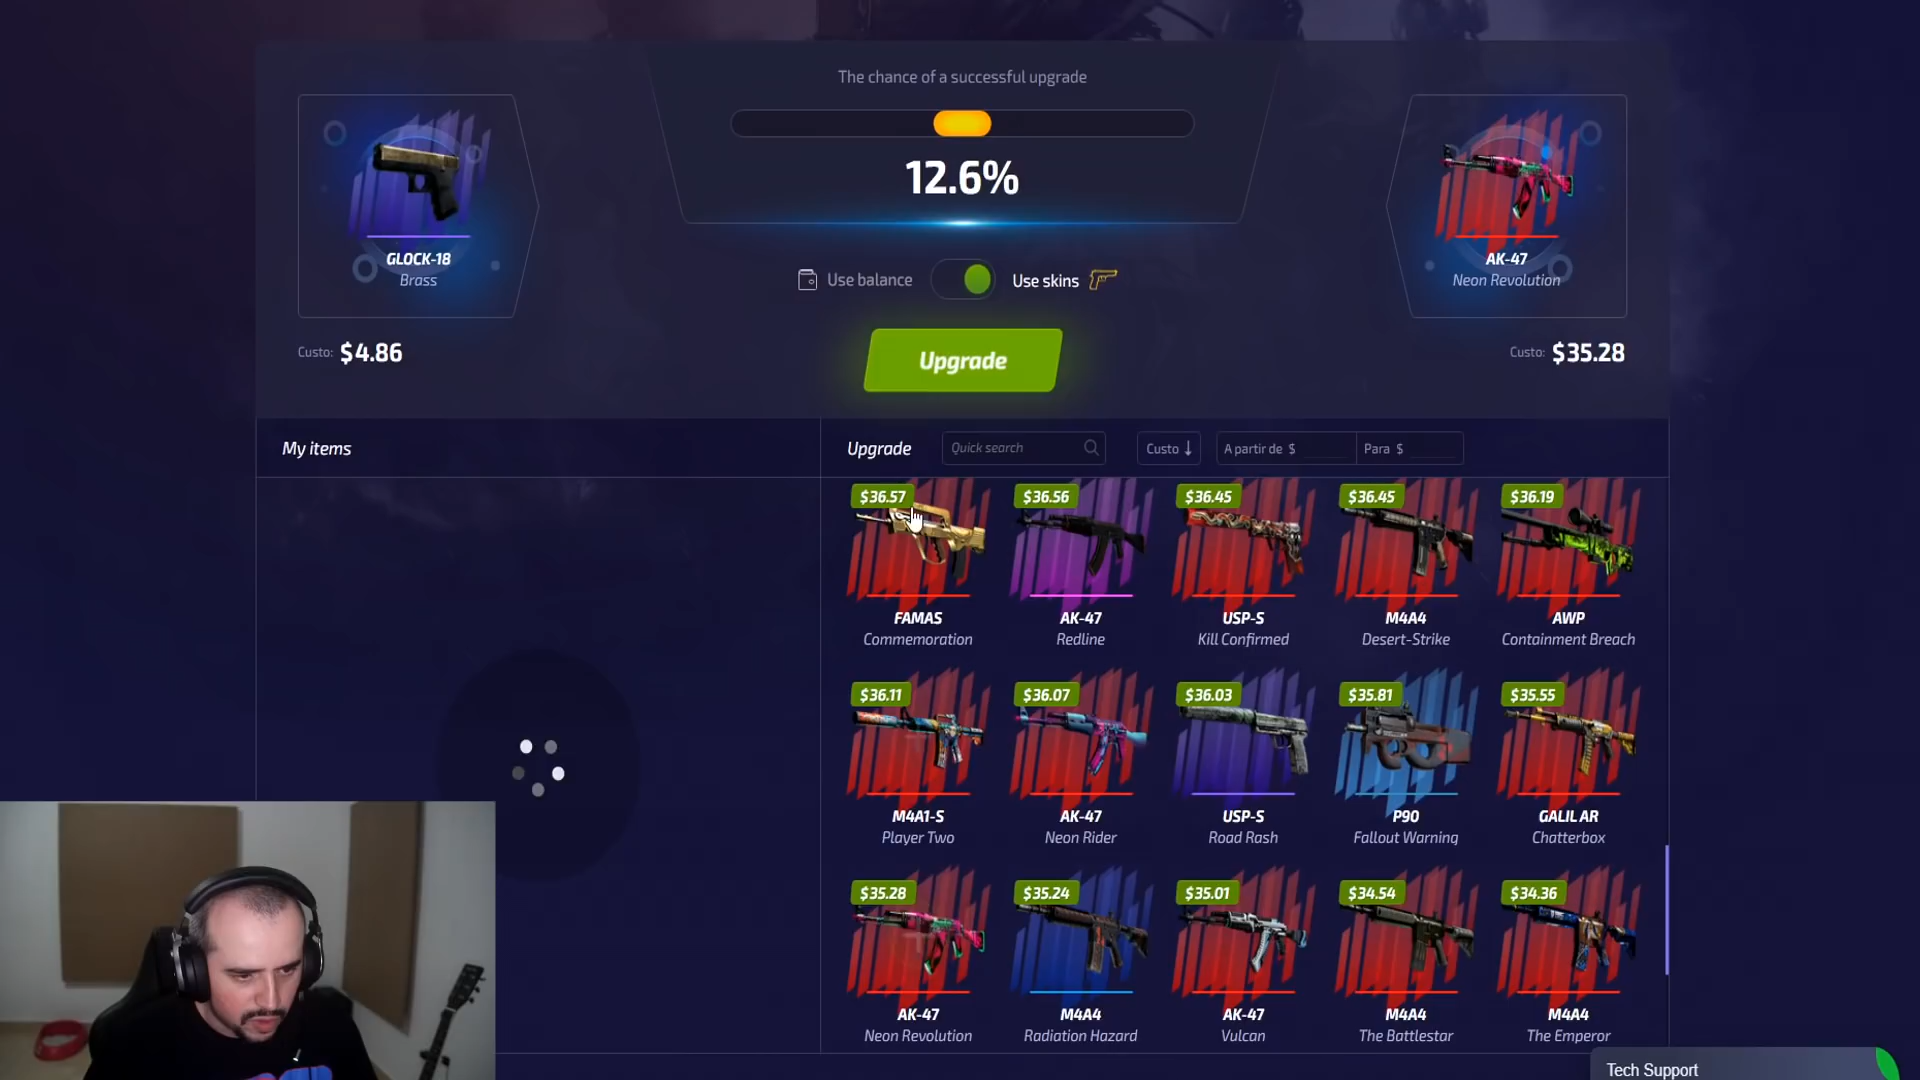 The chance of a successful upgrade
12.6%
GLOCK-18
Brass
AK-47
Neon Revolution
Use balance
Use skins
Custo: $4.86
Upgrade
Custo: $35.28
My items
Upgrade
Quick search
Custo
A partir de $
Para $
$36.57
$36.56
$36.45
$36.45
$36.19
FAMAS
AK-47
USP-S
M4A4
AWP
Commemoration
Redline
Kill Confirmed
Desert-Strike
Containment Breach
$36.11
$36.07
$36.03
$35.81
$35.55
M4A1-S
AK-47
USP-S
P90
GALIL AR
Player Two
Neon Rider
Road Rash
Fallout Warning
Chatterbox
$35.28
$35.24
$35.01
$34.54
$34.36
AK-47
M4A4
AK-47
M4A4
M4A4
Neon Revolution
Radiation Hazard
Vulcan
The Battlestar
The Emperor
Tech Support